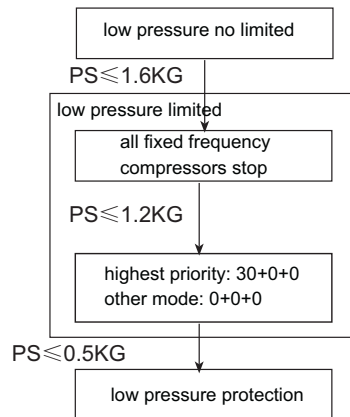 low pressure no limited
PS≤1.6KG
low pressure limited
all fixed frequency
compressors stop
PS≤1.2KG
highest priority: 30+0+0
other mode: 0+0+0
PS≤0.5KG
low pressure protection